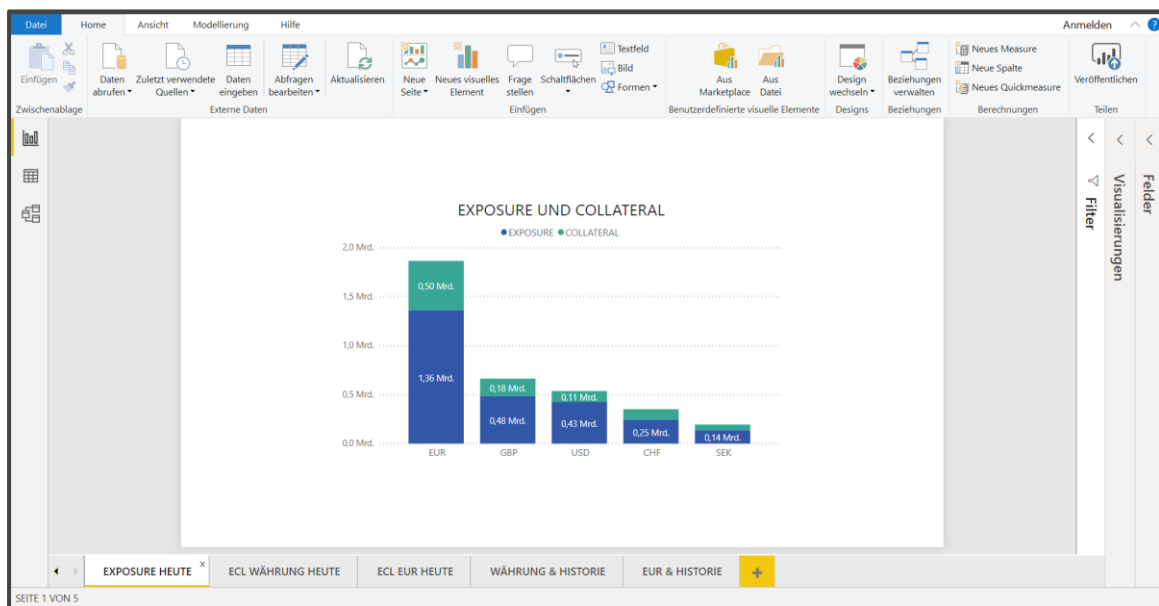 Datei Home Ansicht Modellierung Hilfe Anmelden ?
Einfügen
Zwischenablage
Daten abrufen
Zuletzt verwendete Quellen
Daten eingeben
Abfragen bearbeiten
Aktualisieren
Externe Daten
Neue Seite
Neues visuelles Element
Frage stellen
Schaltflächen
Textfeld
Bild
Formen
Einfügen
Aus Marketplace
Aus Datei
Benutzerdefinierte visuelle Elemente
Design wechseln
Designs
Beziehungen verwalten
Beziehungen
Neues Measure
Neue Spalte
Neues Quickmeasure
Berechnungen
Veröffentlichen
Teilen
EXPOSURE UND COLLATERAL
EXPOSURE COLLATERAL
2,0 Mrd.
1,5 Mrd.
1,0 Mrd.
0,5 Mrd.
0,0 Mrd.
0,50 Mrd.
1,36 Mrd.
0,18 Mrd.
0,48 Mrd.
0,11 Mrd.
0,43 Mrd.
0,25 Mrd.
0,14 Mrd.
EUR GBP USD CHF SEK
Filter
Visualisierungen
Felder
EXPOSURE HEUTE x ECL WÄHRUNG HEUTE ECL EUR HEUTE WÄHRUNG & HISTORIE EUR & HISTORIE +
SEITE 1 VON 5